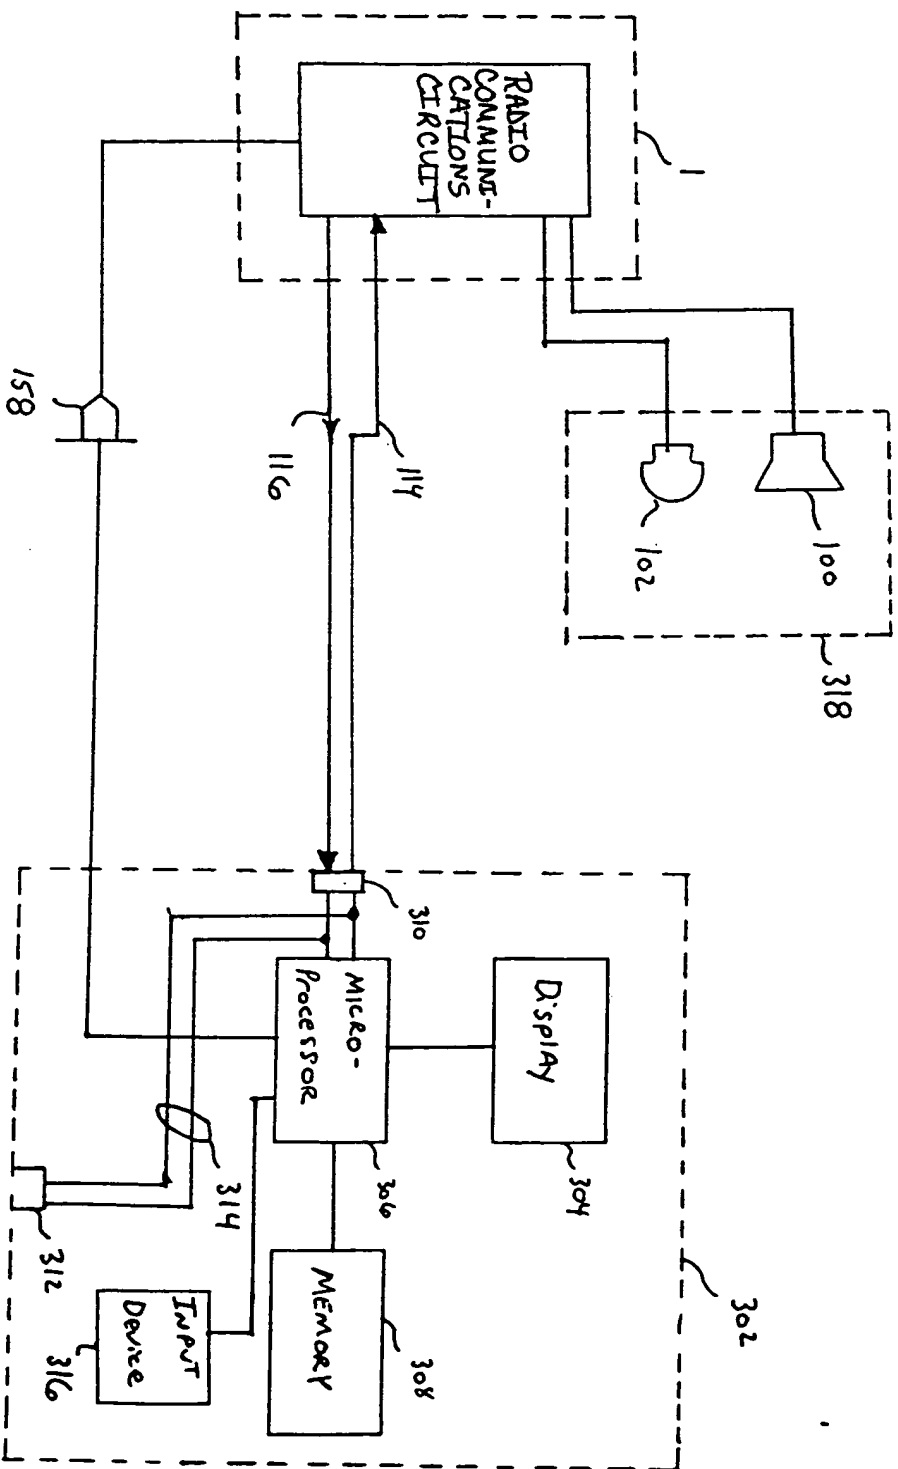 1
RADIO
COMMUNI-
CATIONS
CIRCUIT
100
102
318
114
116
158
302
DISPLAY
304
310
MICRO-
PROCESSOR
306
MEMORY
308
314
312
INPUT
DEVICE
316